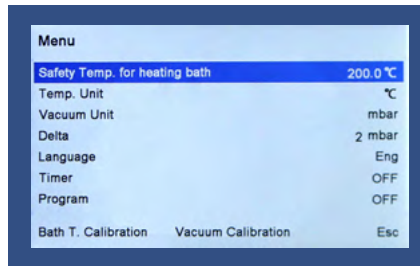 Menu
Safety Temp. for heating bath 200.0 ℃
Temp. Unit ℃
Vacuum Unit mbar
Delta 2 mbar
Language Eng
Timer OFF
Program OFF
Bath T. Calibration Vacuum Calibration Esc